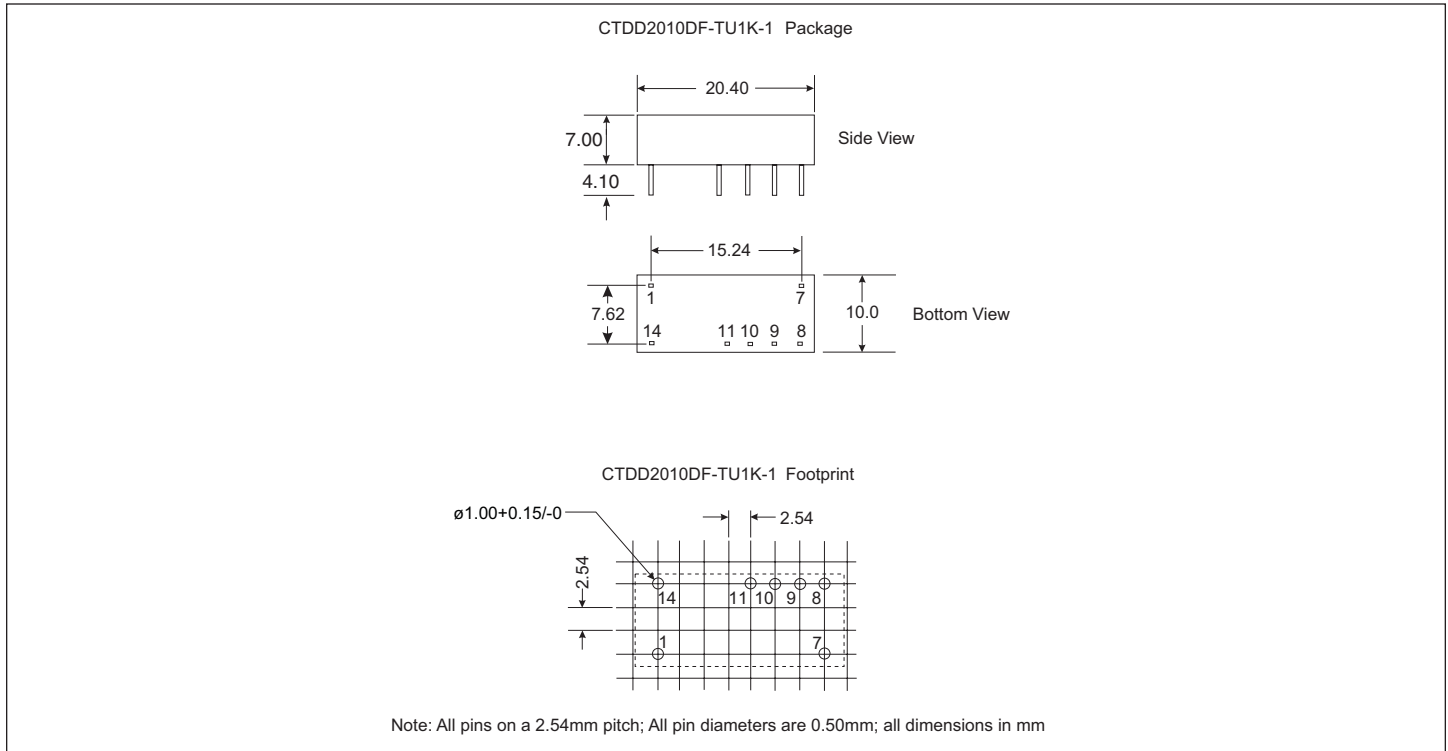 CTDD2010DF-TU1K-1 Package
20.40
7.00
Side View
4.10
15.24
1
7
7.62
10.0
Bottom View
14
11 10 9 8
CTDD2010DF-TU1K-1 Footprint
ø1.00+0.15/-0
2.54
2.54
14
11 10 9 8
1
7
Note: All pins on a 2.54mm pitch; All pin diameters are 0.50mm; all dimensions in mm